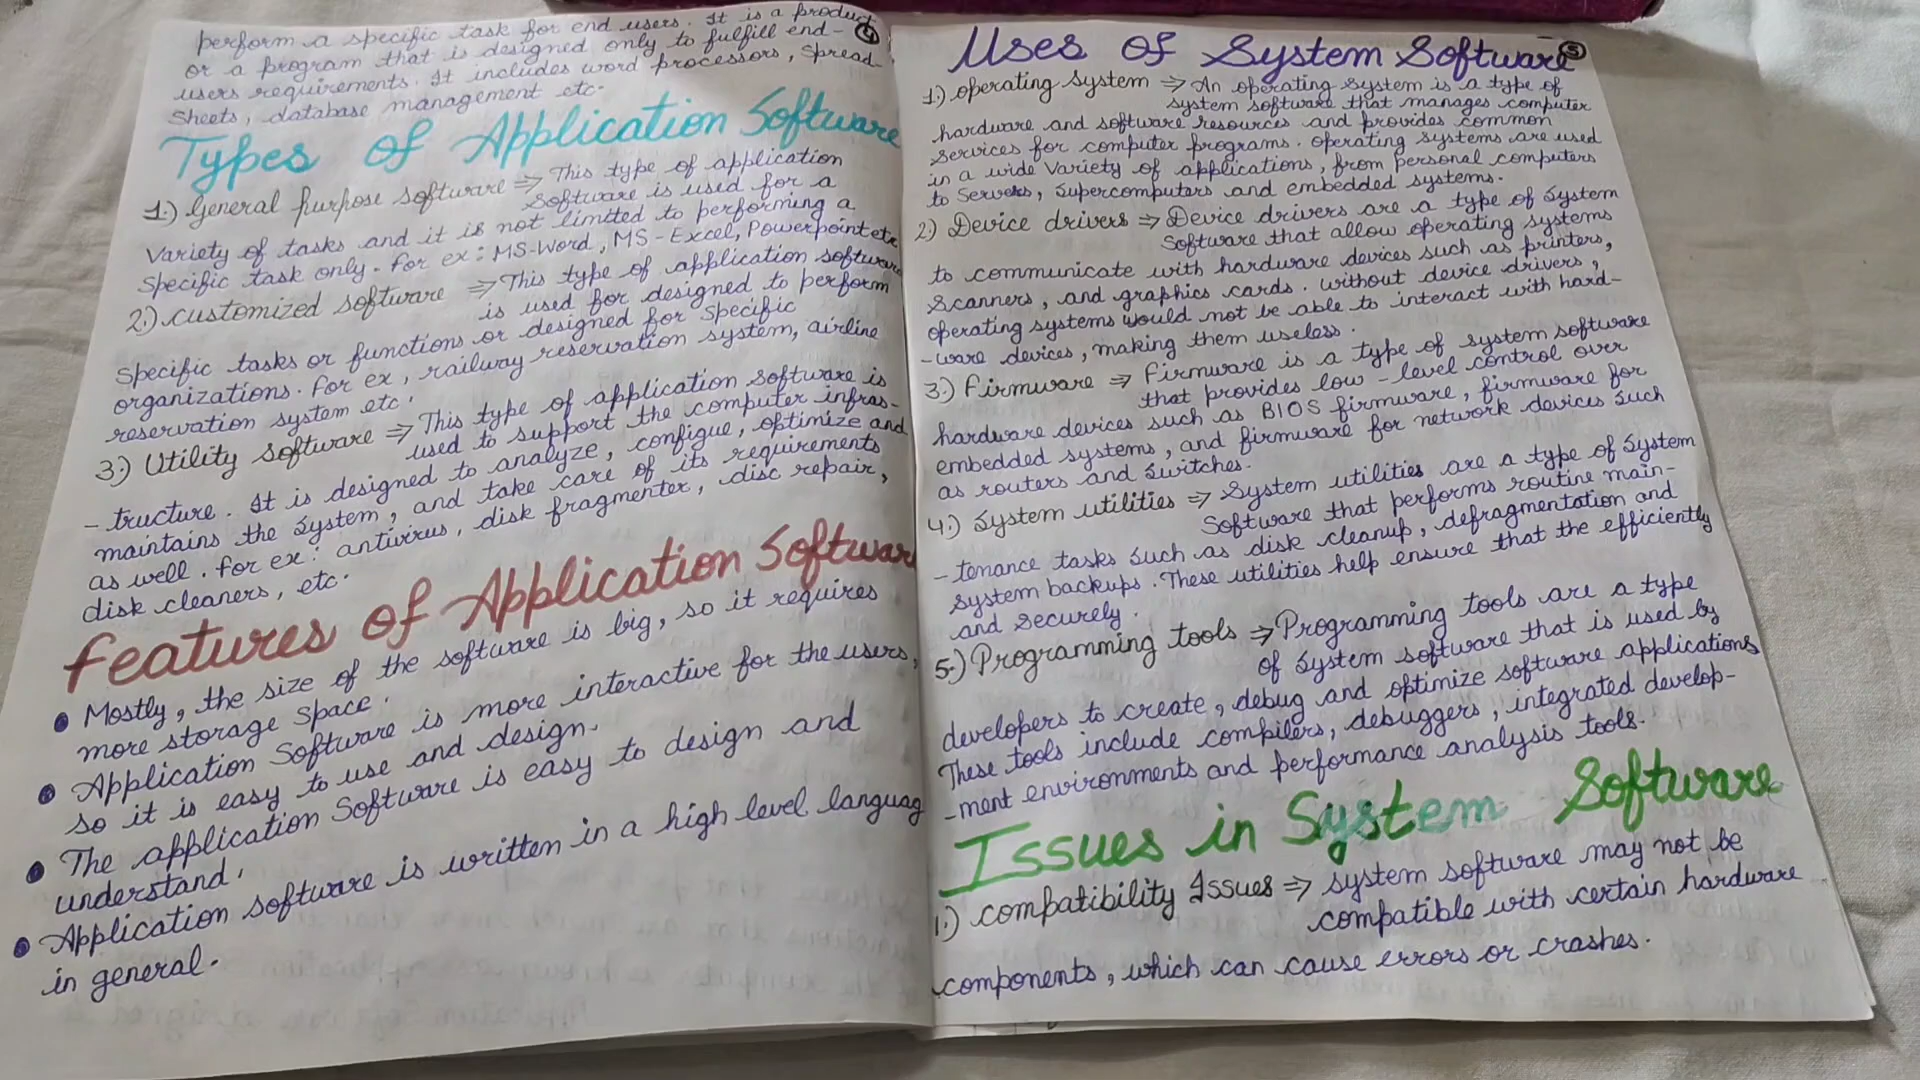 perform a specific task for end users. It is a product
or a program that is designed only to fulfill end-
users requirements. It includes word processors, spread-
sheets, database management etc.
4
Types of Application Software
1.) General purpose software ⇒ This type of application
software is used for a
variety of tasks and it is not limited to performing a
specific task only. for ex: MS-Word, MS-Excel, Powerpoint etc
2.) customized software ⇒ This type of application software
is used for designed to perform
specific tasks or functions or designed for specific
organizations. for ex, railway reservation system, airline
reservation system etc.
3.) Utility software ⇒ This type of application software is
used to support the computer infras-
-tructure. It is designed to analyze, configue, optimize and
maintains the system, and take care of its requirements
as well. for ex: antivirus, disk fragmenter, disc repair,
disk cleaners, etc.
features of Application Softwar
• Mostly, the size of the software is big, so it requires
more storage space.
• Application Software is more interactive for the users,
so it is easy to use and design.
• The application Software is easy to design and
understand.
• Application software is written in a high level languag
in general.
Uses of System Software
5
1.) operating system ⇒ An operating system is a type of
system software that manages computer
hardware and software resources and provides common
services for computer programs. operating systems are used
in a wide variety of applications, from personal computers
to servers, supercomputers and embedded systems.
2.) Device drivers ⇒ Device drivers are a type of system
software that allow operating systems
to communicate with hardware devices such as printers,
scanners, and graphics cards. without device drivers,
operating systems would not be able to interact with hard-
-ware devices, making them useless.
3.) firmware ⇒ firmware is a type of system software
that provides low-level control over
hardware devices such as BIOS firmware, firmware for
embedded systems, and firmware for network devices such
as routers and switches.
4.) system utilities ⇒ System utilities are a type of system
software that performs routine main-
-tenance tasks such as disk cleanup, defragmentation and
system backups. These utilities help ensure that the efficiently
and securely.
5.) Programming tools ⇒ Programming tools are a type
of system software that is used by
developers to create, debug and optimize software applications
These tools include compilers, debuggers, integrated develop-
-ment environments and performance analysis tools.
Issues in System Software
1.) compatibility Issues ⇒ system software may not be
compatible with certain hardware
components, which can cause errors or crashes.